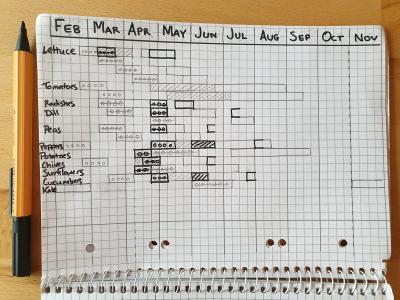 FEB MAR APR MAY JUN JUL AUG SEP OCT NOV
Lettuce
Tomatoes
Radishes
Dill
Peas
Peppers
Potatoes
Chives
Sunflowers
Cucumbers
Kale